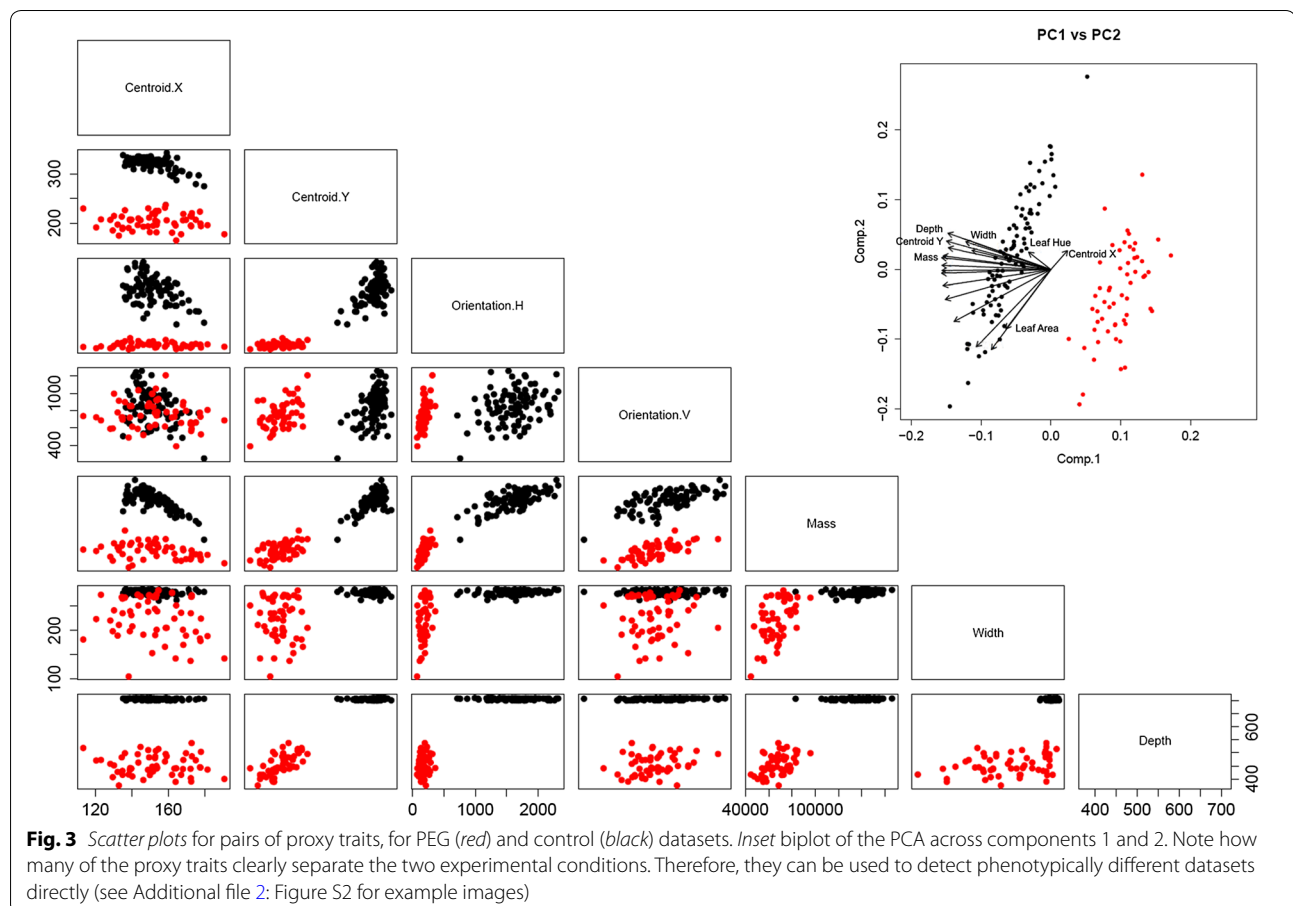 PC1 vs PC2
Centroid.X
0.2
Comp.2
0.1
0.0
−0.1
−0.2
Depth
Width
Centroid Y
Leaf Hue
Centroid X
Mass
Leaf Area
−0.2 −0.1 0.0 0.1 0.2
Comp.1
300
200
Centroid.Y
Orientation.H
1000
400
Orientation.V
Mass
200
100
Width
Depth
600
400
120 160
0 1000 2000
40000 100000
400 500 600 700
Fig. 3 Scatter plots for pairs of proxy traits, for PEG (red) and control (black) datasets. Inset biplot of the PCA across components 1 and 2. Note how
many of the proxy traits clearly separate the two experimental conditions. Therefore, they can be used to detect phenotypically different datasets
directly (see Additional file 2: Figure S2 for example images)